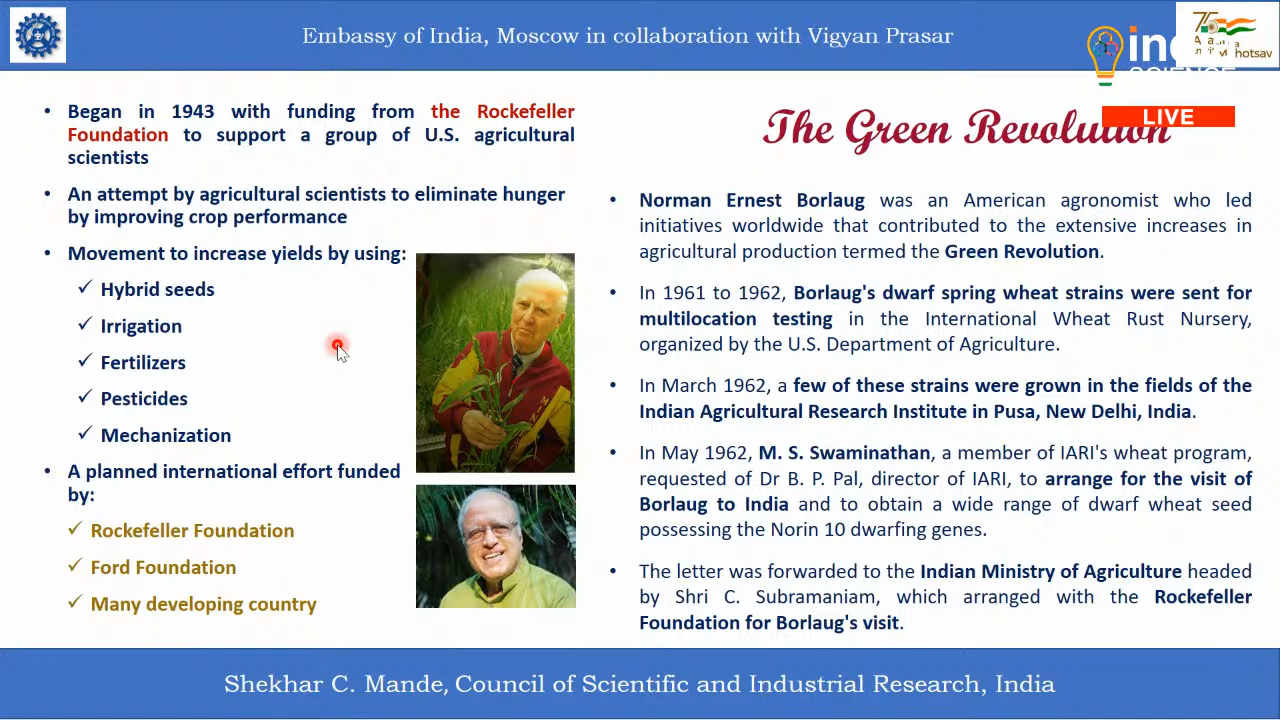 Embassy of India, Moscow in collaboration with Vigyan Prasar
LIVE
• Began in 1943 with funding from the Rockefeller
Foundation to support a group of U.S. agricultural
scientists
• An attempt by agricultural scientists to eliminate hunger
by improving crop performance
• Movement to increase yields by using:
✓ Hybrid seeds
✓ Irrigation
✓ Fertilizers
✓ Pesticides
✓ Mechanization
• A planned international effort funded
by:
✓ Rockefeller Foundation
✓ Ford Foundation
✓ Many developing country
The Green Revolution
• Norman Ernest Borlaug was an American agronomist who led
initiatives worldwide that contributed to the extensive increases in
agricultural production termed the Green Revolution.
• In 1961 to 1962, Borlaug's dwarf spring wheat strains were sent for
multilocation testing in the International Wheat Rust Nursery,
organized by the U.S. Department of Agriculture.
• In March 1962, a few of these strains were grown in the fields of the
Indian Agricultural Research Institute in Pusa, New Delhi, India.
• In May 1962, M. S. Swaminathan, a member of IARI's wheat program,
requested of Dr B. P. Pal, director of IARI, to arrange for the visit of
Borlaug to India and to obtain a wide range of dwarf wheat seed
possessing the Norin 10 dwarfing genes.
• The letter was forwarded to the Indian Ministry of Agriculture headed
by Shri C. Subramaniam, which arranged with the Rockefeller
Foundation for Borlaug's visit.
Shekhar C. Mande, Council of Scientific and Industrial Research, India